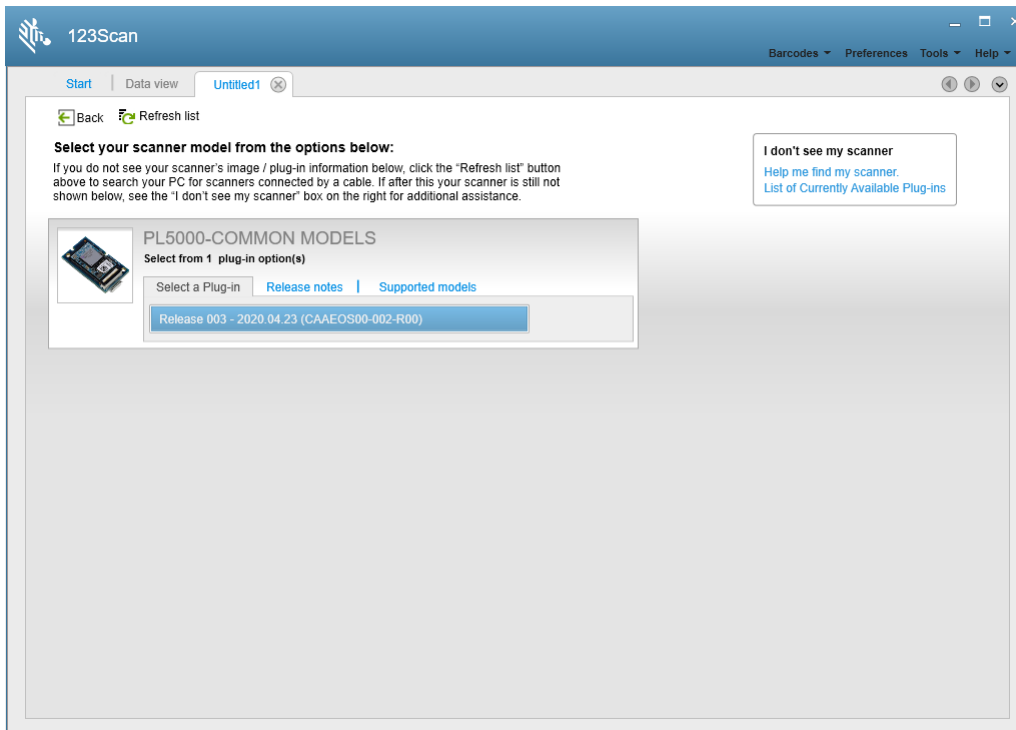 123Scan
Barcodes Preferences Tools Help
Start Data view Untitled1
Back Refresh list
Select your scanner model from the options below:
If you do not see your scanner's image / plug-in information below, click the "Refresh list" button
above to search your PC for scanners connected by a cable. If after this your scanner is still not
shown below, see the "I don't see my scanner" box on the right for additional assistance.
I don't see my scanner
Help me find my scanner.
List of Currently Available Plug-ins
PL5000-COMMON MODELS
Select from 1 plug-in option(s)
Select a Plug-in Release notes Supported models
Release 003 - 2020.04.23 (CAAEOS00-002-R00)